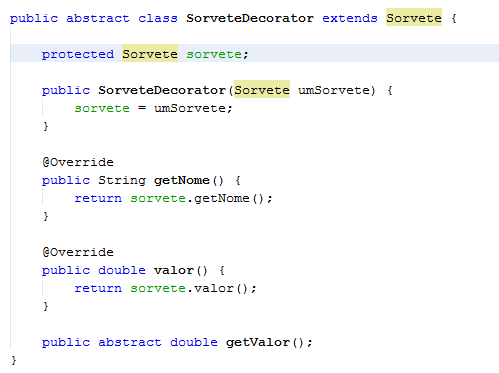 public abstract class SorveteDecorator extends Sorvete {
protected Sorvete sorvete;
public SorveteDecorator(Sorvete umSorvete) {
sorvete = umSorvete;
}
@Override
public String getNome() {
return sorvete.getNome();
}
@Override
public double valor() {
return sorvete.valor();
}
public abstract double getValor();
}